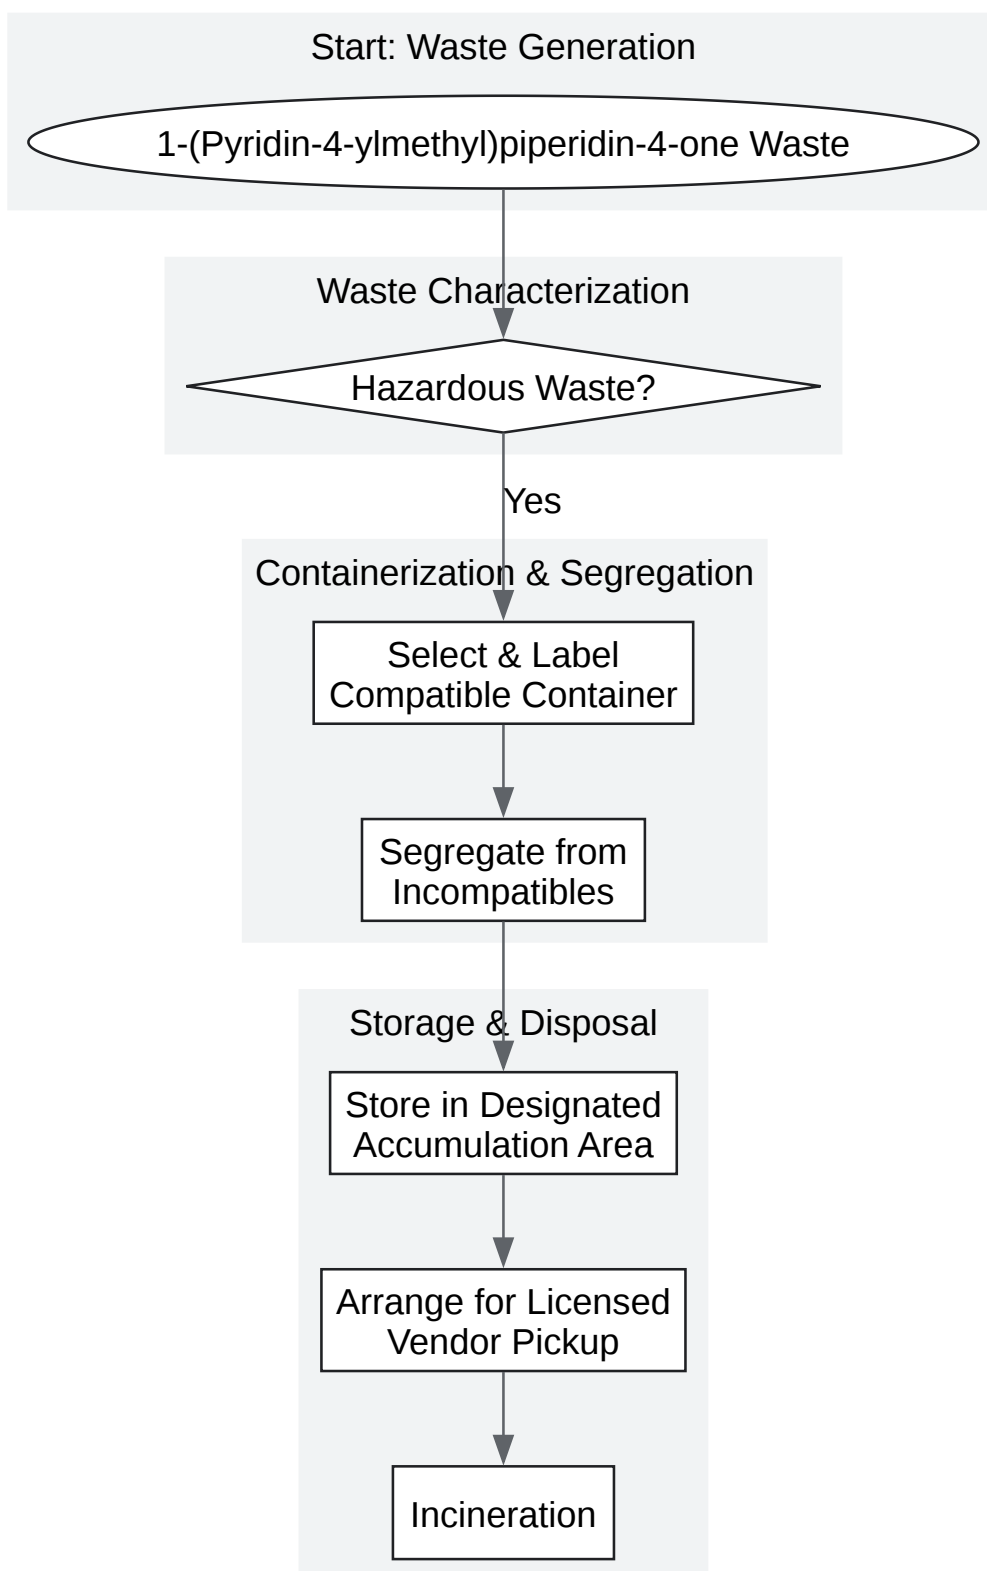 Start: Waste Generation
1-(Pyridin-4-ylmethyl)piperidin-4-one Waste
Waste Characterization
Hazardous Waste?
Yes
Containerization & Segregation
Select & Label
Compatible Container
Segregate from
Incompatibles
Storage & Disposal
Store in Designated
Accumulation Area
Arrange for Licensed
Vendor Pickup
Incineration